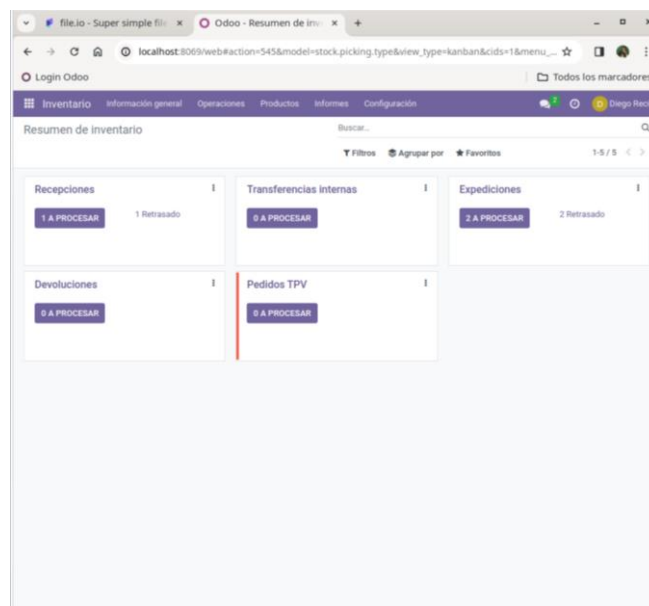 file.io - Super simple file
Odoo - Resumen de inv
localhost:8069/web#action=545&model=stock.picking.type&view_type=kanban&cids=1&menu_...
Login Odoo
Todos los marcadores
Inventario Información general Operaciones Productos Informes Configuración 2 D Diego Reci
Resumen de inventario
Buscar...
Filtros Agrupar por Favoritos 1-5 / 5
Recepciones Transferencias internas Expediciones
1 A PROCESAR 1 Retrasado 0 A PROCESAR 2 A PROCESAR 2 Retrasado
Devoluciones Pedidos TPV
0 A PROCESAR 0 A PROCESAR